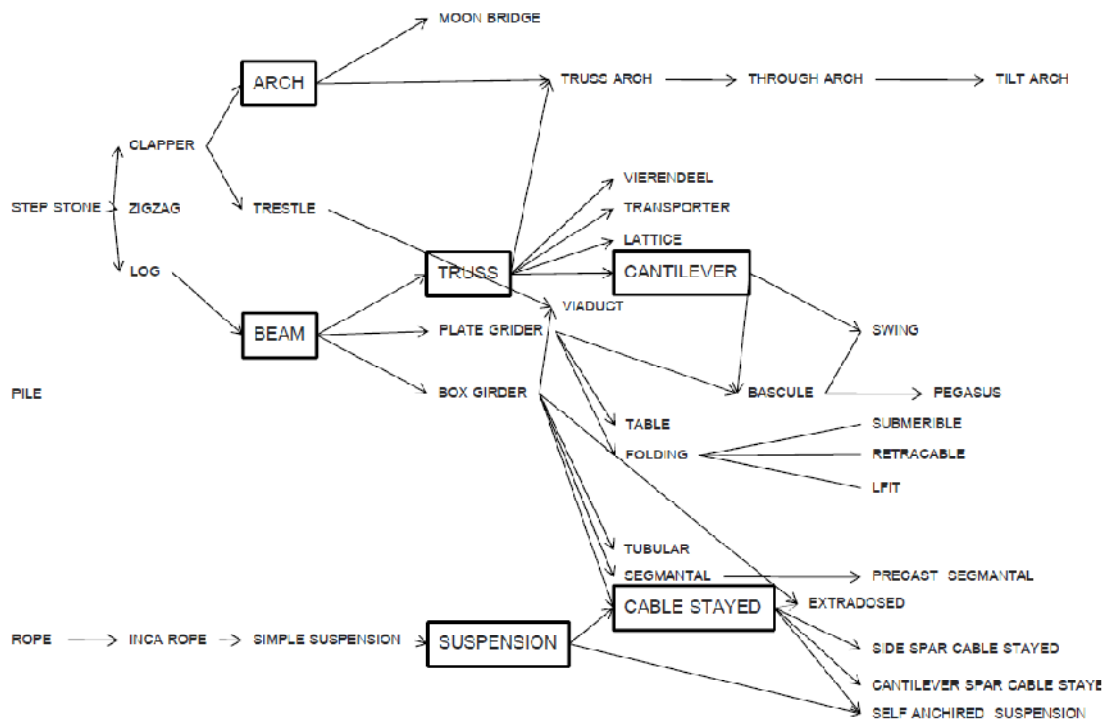 MOON BRIDGE
ARCH
TRUSS ARCH
THROUGH ARCH
TILT ARCH
CLAPPER
VIERENDEEL
STEP STONE
ZIGZAG
TRESTLE
TRANSPORTER
LATTICE
LOG
TRUSS
CANTILEVER
VIADUCT
BEAM
PLATE GRIDER
SWING
PILE
BOX GIRDER
BASCULE
PEGASUS
TABLE
SUBMERIBLE
FOLDING
RETRACABLE
LFIT
TUBULAR
SEGMANTAL
PRECAST SEGMANTAL
CABLE STAYED
EXTRADOSED
ROPE
INCA ROPE
SIMPLE SUSPENSION
SUSPENSION
SIDE SPAR CABLE STAYED
CANTILEVER SPAR CABLE STAYE
SELF ANCHIRED SUSPENSION